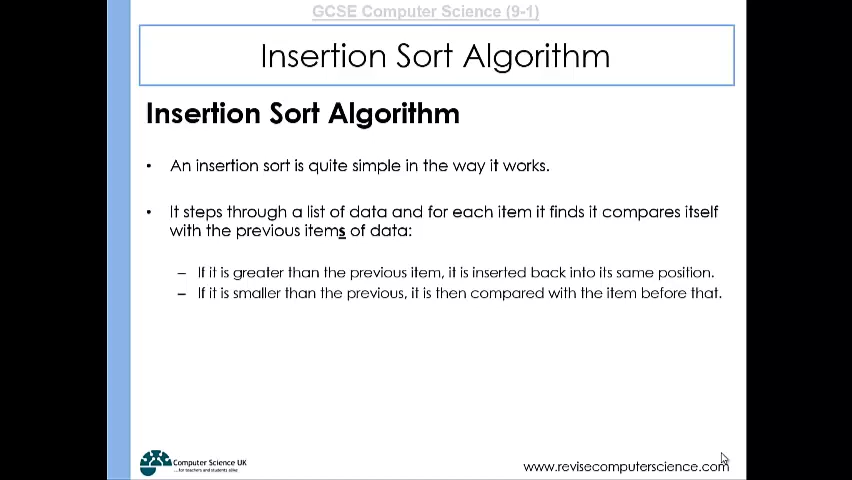 GCSE Computer Science (9-1)
Insertion Sort Algorithm
Insertion Sort Algorithm
• An insertion sort is quite simple in the way it works.
• It steps through a list of data and for each item it finds it compares itself
with the previous items of data:
– If it is greater than the previous item, it is inserted back into its same position.
– If it is smaller than the previous, it is then compared with the item before that.
Computer Science UK
...for teachers and students alike
www.revisecomputerscience.com